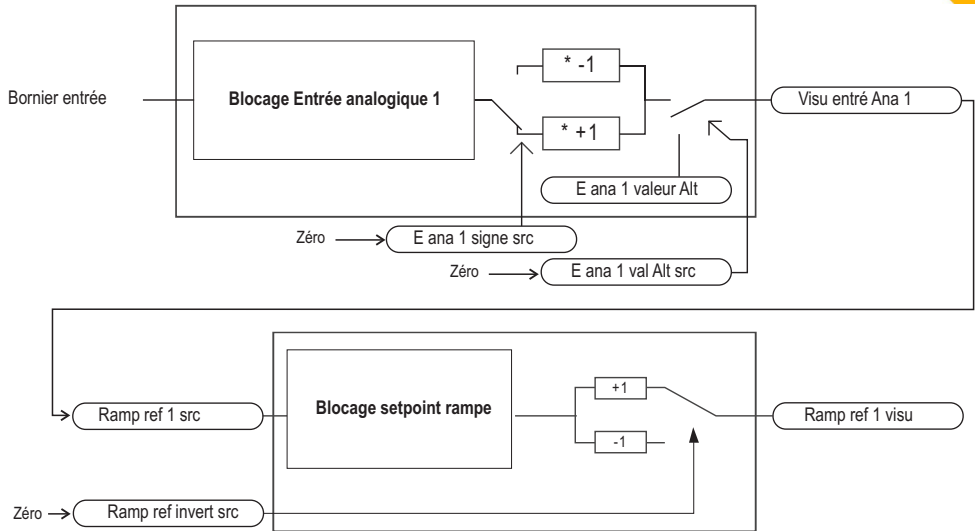 * -1
Bornier entrée
Blocage Entrée analogique 1
Visu entré Ana 1
* +1
E ana 1 valeur Alt
Zéro
E ana 1 signe src
Zéro
E ana 1 val Alt src
+1
Ramp ref 1 src
Blocage setpoint rampe
Ramp ref 1 visu
-1
Zéro
Ramp ref invert src